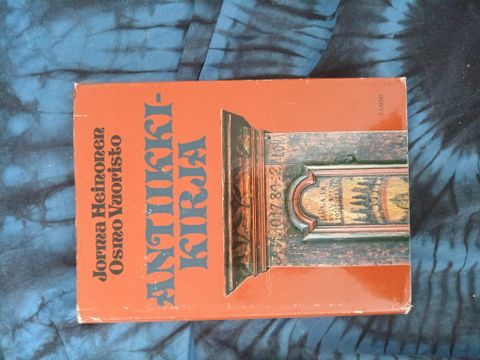 Jorma Heinonen
Osmo Vuoristo
ANTIIKKI-
KIRJA
TAMMI